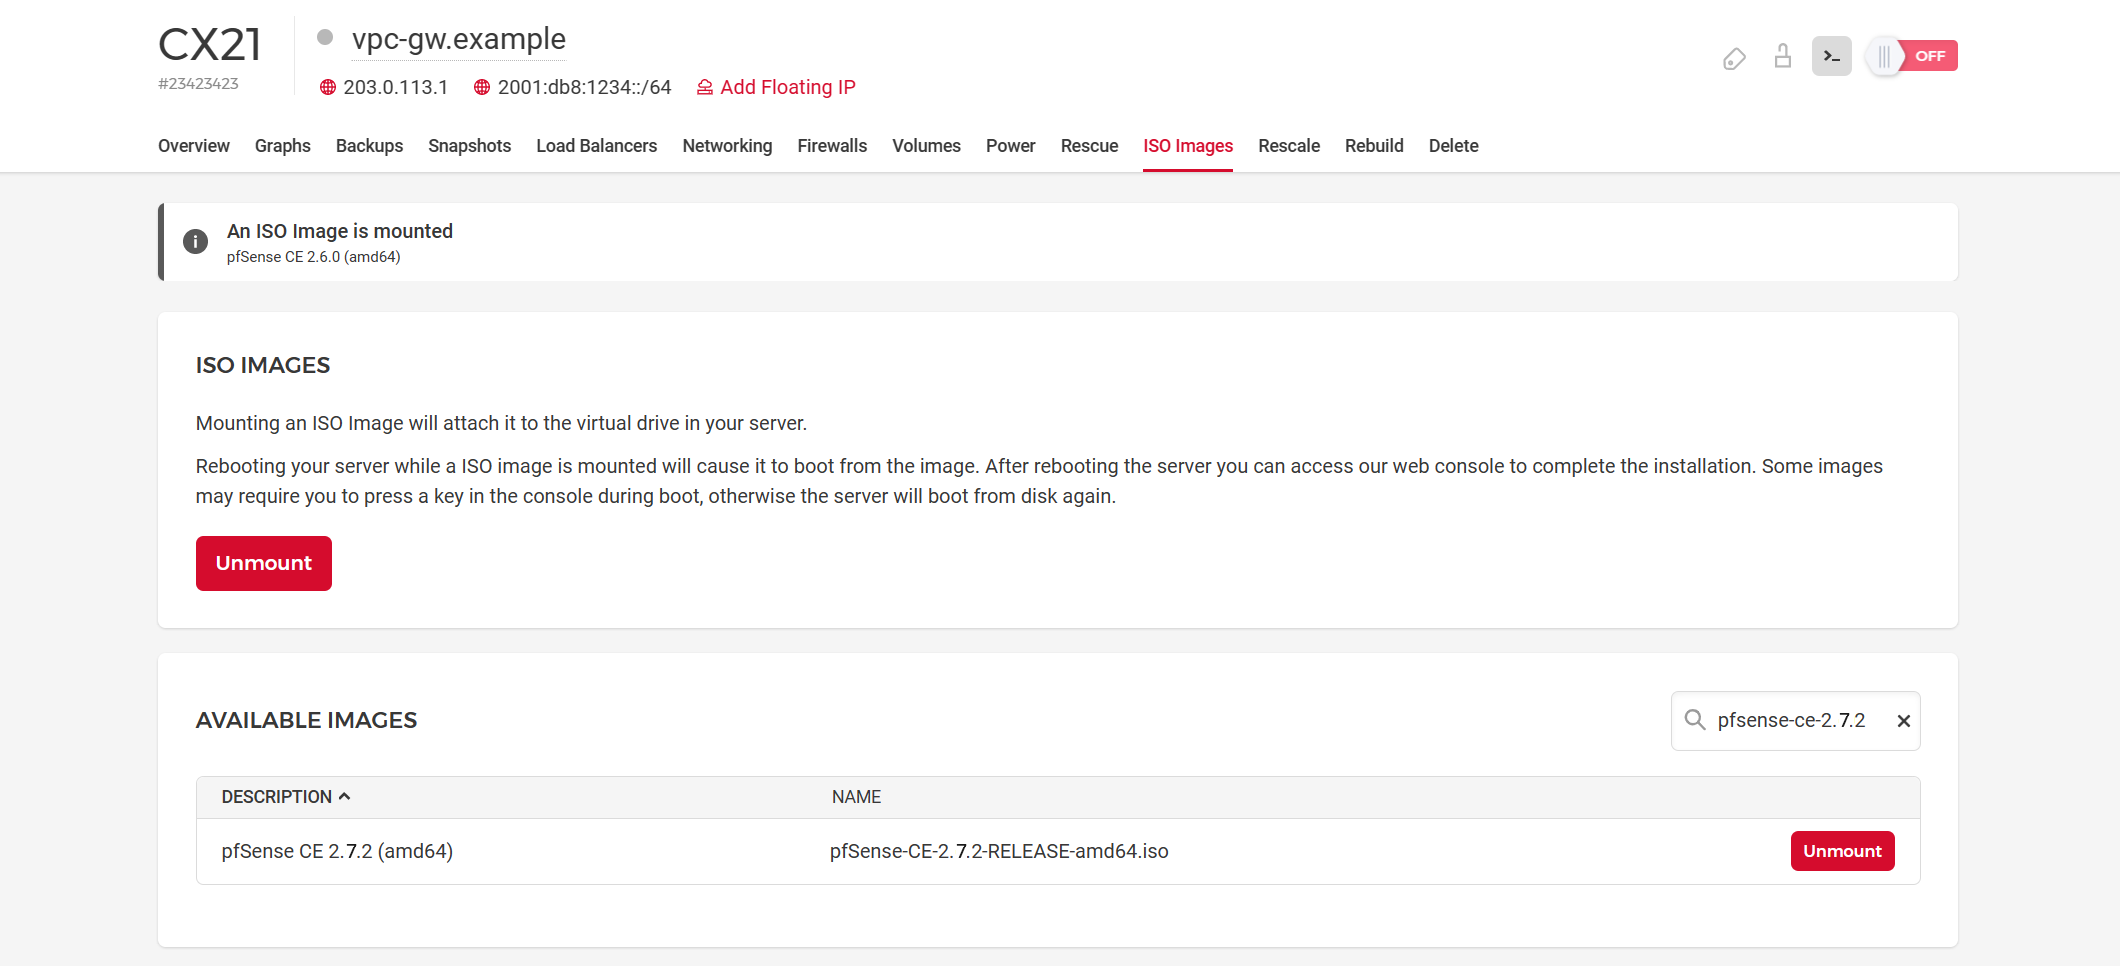 CX21
#23423423
vpc-gw.example
203.0.113.1 2001:db8:1234::/64 Add Floating IP
OFF
Overview Graphs Backups Snapshots Load Balancers Networking Firewalls Volumes Power Rescue ISO Images Rescale Rebuild Delete
An ISO Image is mounted
pfSense CE 2.6.0 (amd64)
ISO IMAGES
Mounting an ISO Image will attach it to the virtual drive in your server.
Rebooting your server while a ISO image is mounted will cause it to boot from the image. After rebooting the server you can access our web console to complete the installation. Some images
may require you to press a key in the console during boot, otherwise the server will boot from disk again.
Unmount
AVAILABLE IMAGES
pfsense-ce-2.7.2
DESCRIPTION NAME
pfSense CE 2.7.2 (amd64) pfSense-CE-2.7.2-RELEASE-amd64.iso Unmount